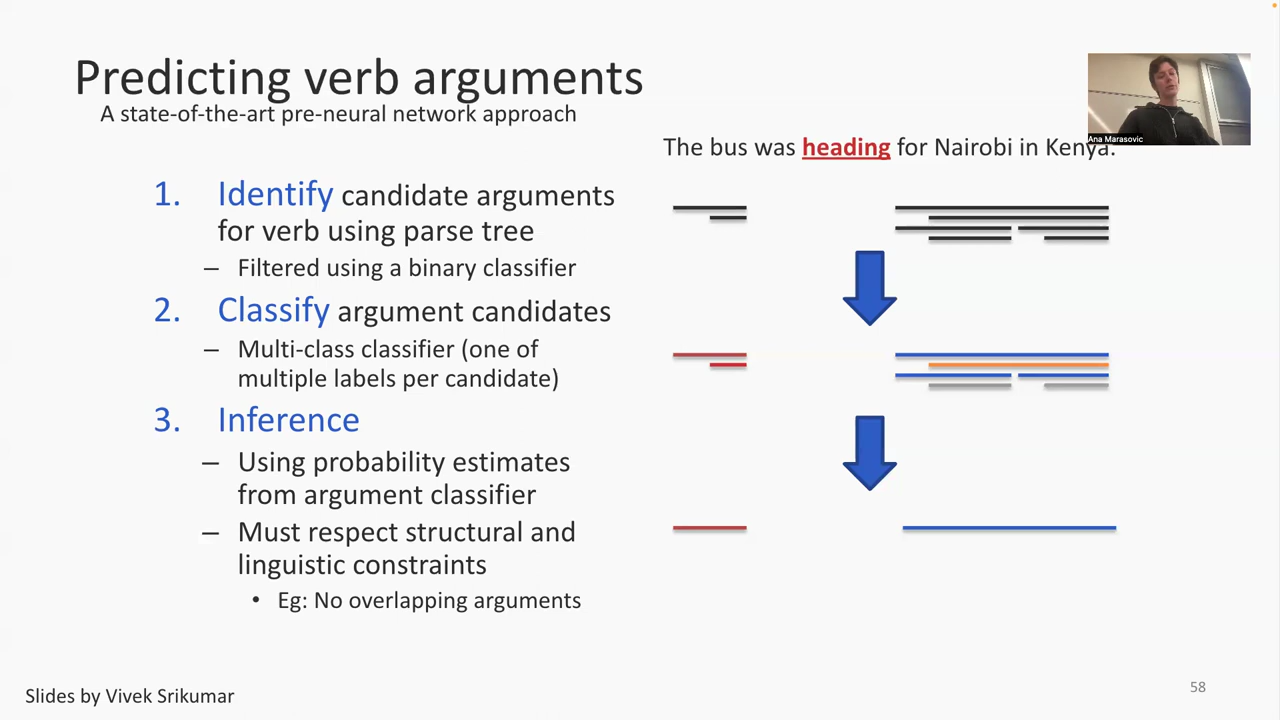 Predicting verb arguments
A state-of-the-art pre-neural network approach
Ana Marasovic
The bus was heading for Nairobi in Kenya.
1. Identify candidate arguments
for verb using parse tree
– Filtered using a binary classifier
2. Classify argument candidates
– Multi-class classifier (one of
multiple labels per candidate)
3. Inference
– Using probability estimates
from argument classifier
– Must respect structural and
linguistic constraints
• Eg: No overlapping arguments
Slides by Vivek Srikumar
58